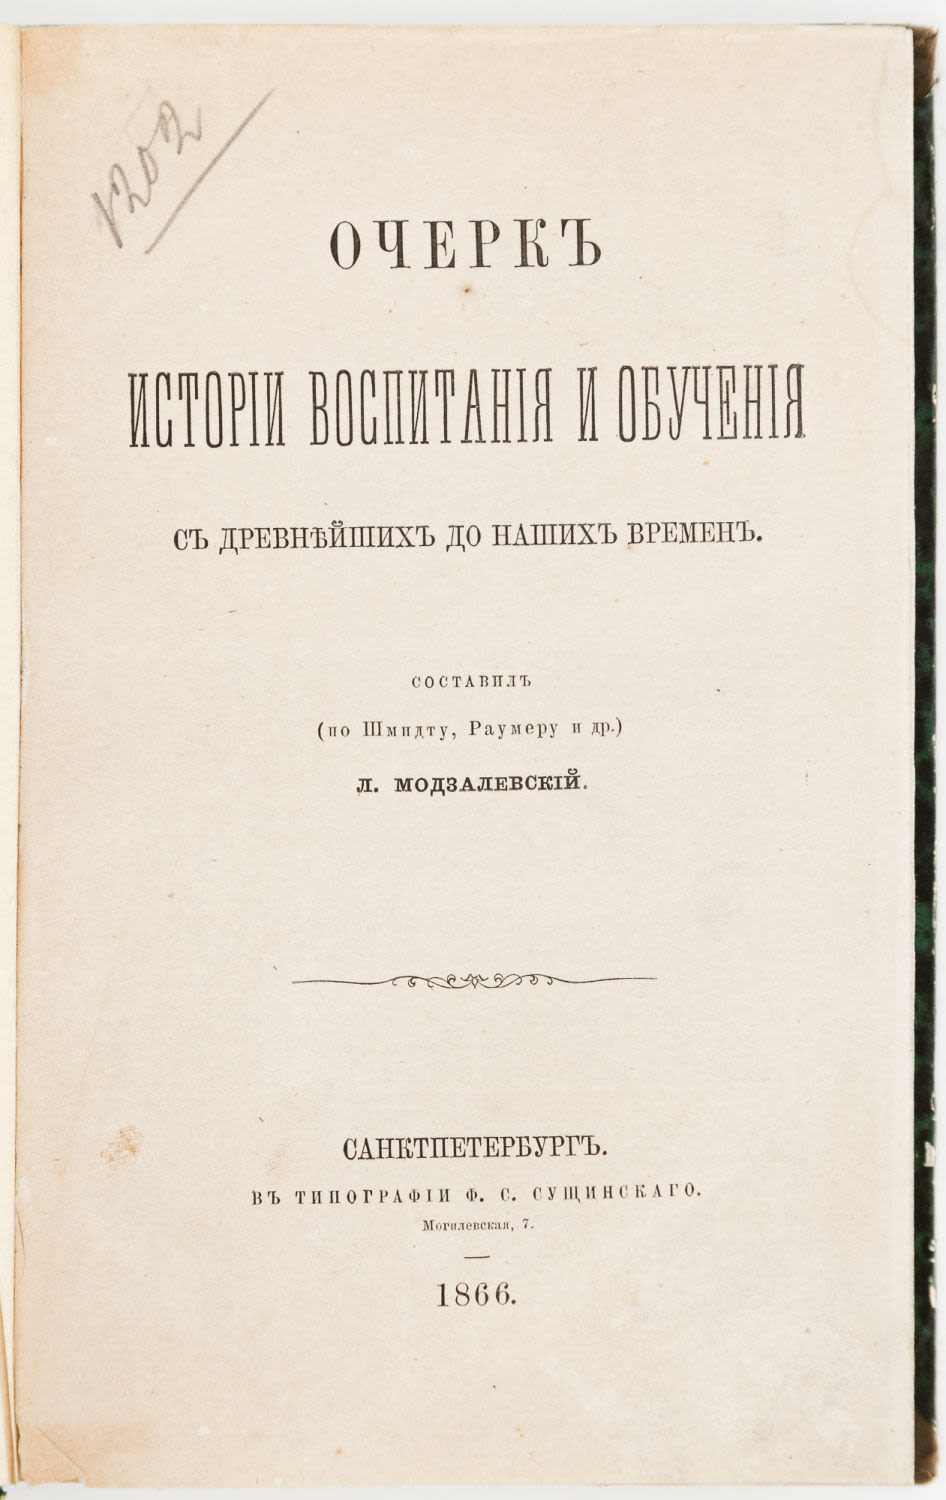 1202
ОЧЕРКЪ
ИСТОРІИ ВОСПИТАНІЯ И ОБУЧЕНІЯ
СЪ ДРЕВНѢЙШИХЪ ДО НАШИХЪ ВРЕМЕНЪ.
СОСТАВИЛЪ
(по Шмидту, Раумеру и др.)
Л. МОДЗАЛЕВСКІЙ.
САНКТПЕТЕРБУРГЪ.
ВЪ ТИПОГРАФІИ Ф. С. СУЩИНСКАГО.
Могилевская, 7.
1866.